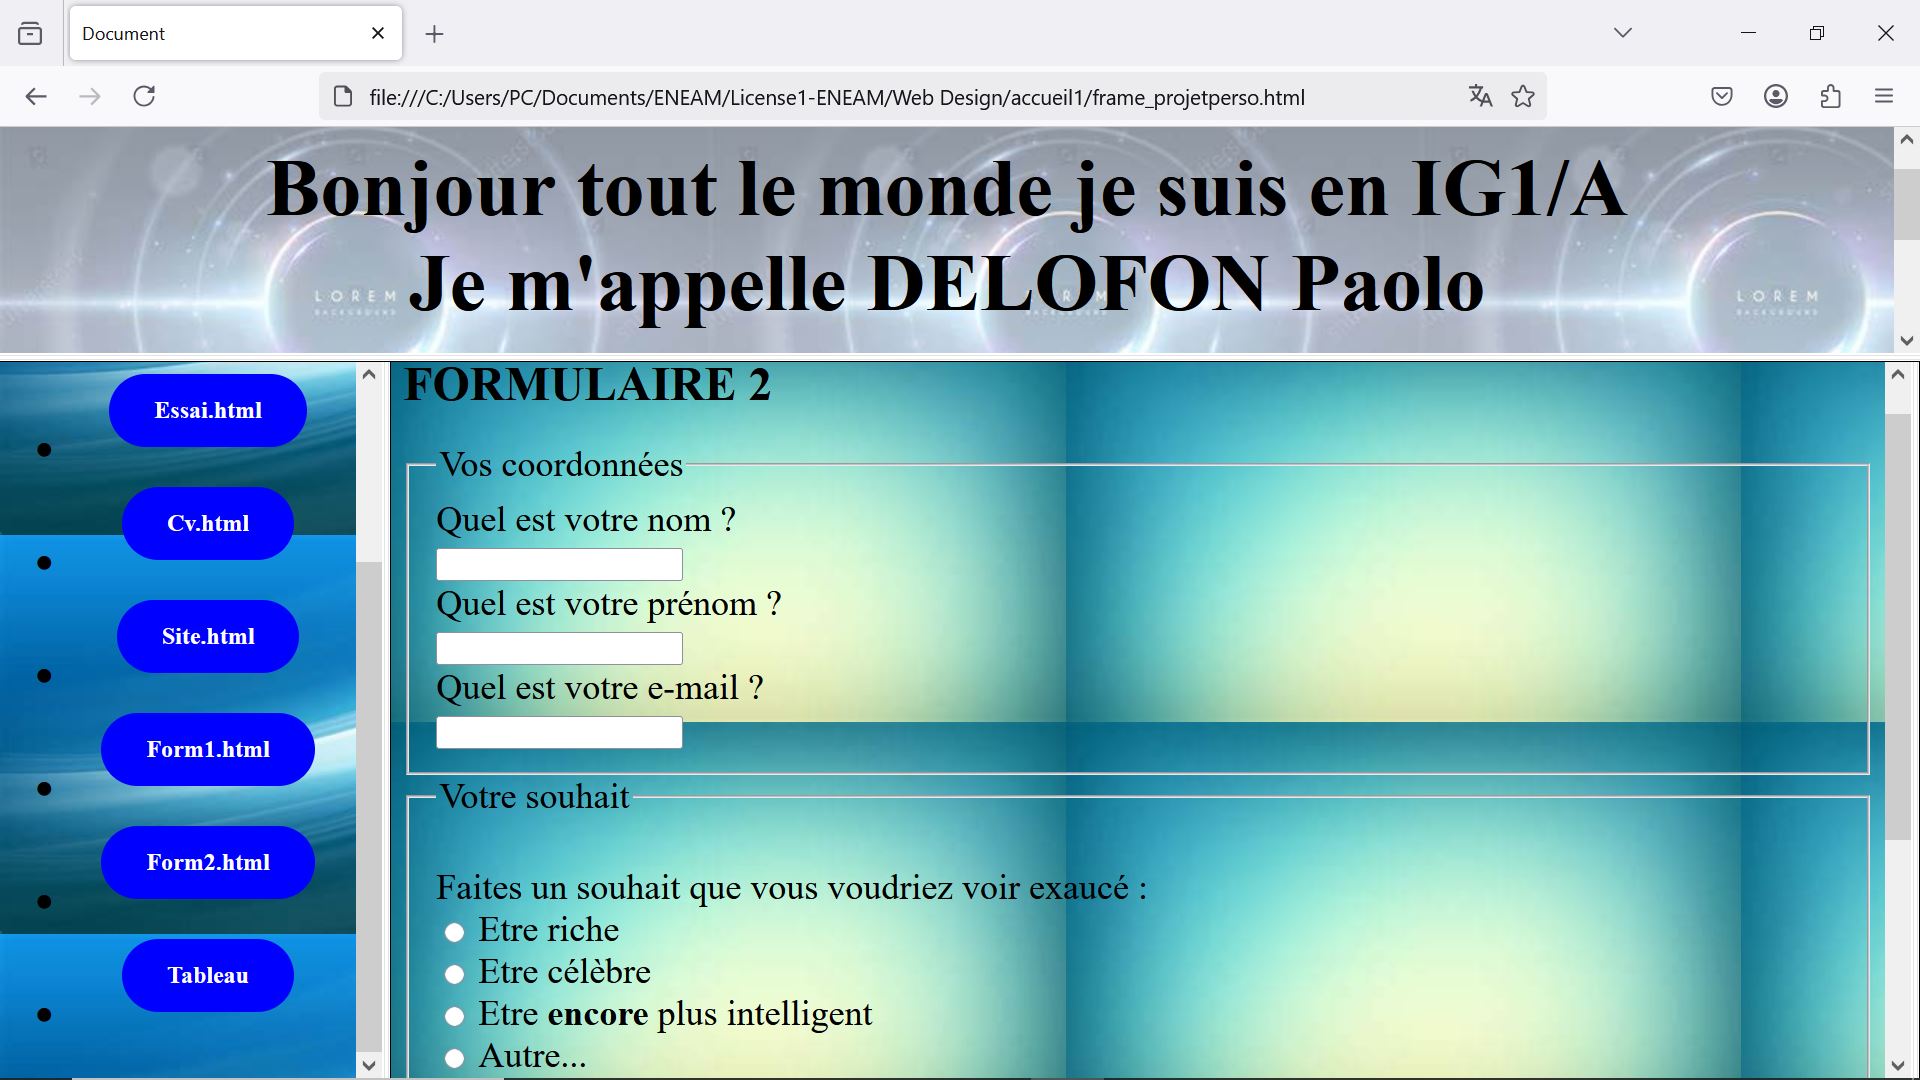 Document
file:///C:/Users/PC/Documents/ENEAM/License1-ENEAM/Web Design/accueil1/frame_projetperso.html
Bonjour tout le monde je suis en IG1/A
Je m'appelle DELOFON Paolo
LOREM
BACKGROUND
LOREM
BACKGROUND
Essai.html
Cv.html
Site.html
Form1.html
Form2.html
Tableau
FORMULAIRE 2
Vos coordonnées
Quel est votre nom ?
Quel est votre prénom ?
Quel est votre e-mail ?
Votre souhait
Faites un souhait que vous voudriez voir exaucé :
Etre riche
Etre célèbre
Etre encore plus intelligent
Autre...